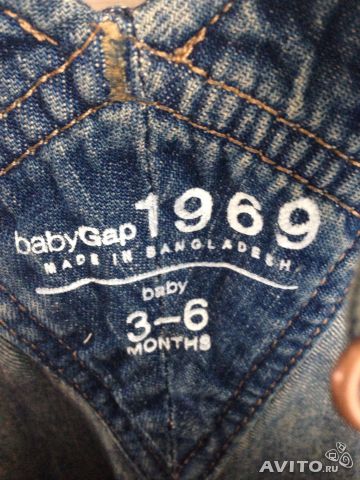 babyGap 1969
MADE IN BANGLADESH.
baby
3-6
MONTHS
AVITO.ru